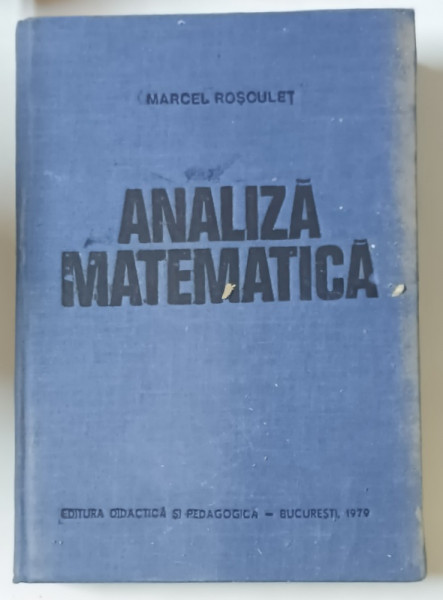 MARCEL ROȘCULEȚ
ANALIZĂ
MATEMATICĂ
EDITURA DIDACTICĂ ȘI PEDAGOGICĂ – BUCUREȘTI, 1979